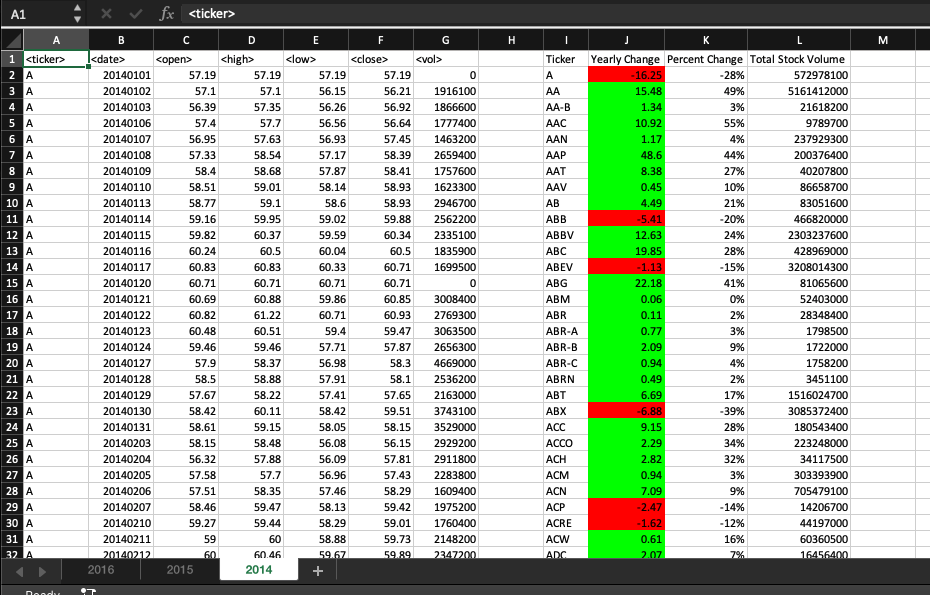 A1 fx <ticker>
A B C D E F G H I J K L M
1 <ticker> <date> <open> <high> <low> <close> <vol> Ticker Yearly Change Percent Change Total Stock Volume
2 A 20140101 57.19 57.19 57.19 57.19 0 A -16.25 -28% 572978100
3 A 20140102 57.1 57.1 56.15 56.21 1916100 AA 15.48 49% 5161412000
4 A 20140103 56.39 57.35 56.26 56.92 1866600 AA-B 1.34 3% 21618200
5 A 20140106 57.4 57.7 56.56 56.64 1777400 AAC 10.92 55% 9789700
6 A 20140107 56.95 57.63 56.93 57.45 1463200 AAN 1.17 4% 237929300
7 A 20140108 57.33 58.54 57.17 58.39 2659400 AAP 48.6 44% 200376400
8 A 20140109 58.4 58.68 57.87 58.41 1757600 AAT 8.38 27% 40207800
9 A 20140110 58.51 59.01 58.14 58.93 1623300 AAV 0.45 10% 86658700
10 A 20140113 58.77 59.1 58.6 58.93 2946700 AB 4.49 21% 83051600
11 A 20140114 59.16 59.95 59.02 59.88 2562200 ABB -5.41 -20% 466820000
12 A 20140115 59.82 60.37 59.59 60.34 2335100 ABBV 12.63 24% 2303237600
13 A 20140116 60.24 60.5 60.04 60.5 1835900 ABC 19.85 28% 428969000
14 A 20140117 60.83 60.83 60.33 60.71 1699500 ABEV -1.13 -15% 3208014300
15 A 20140120 60.71 60.71 60.71 60.71 0 ABG 22.18 41% 81065600
16 A 20140121 60.69 60.88 59.86 60.85 3008400 ABM 0.06 0% 52403000
17 A 20140122 60.82 61.22 60.71 60.93 2769300 ABR 0.11 2% 28348400
18 A 20140123 60.48 60.51 59.4 59.47 3063500 ABR-A 0.77 3% 1798500
19 A 20140124 59.46 59.46 57.71 57.87 2656300 ABR-B 2.09 9% 1722000
20 A 20140127 57.9 58.37 56.98 58.3 4669000 ABR-C 0.94 4% 1758200
21 A 20140128 58.5 58.88 57.91 58.1 2536200 ABRN 0.49 2% 3451100
22 A 20140129 57.67 58.22 57.41 57.65 2163000 ABT 6.69 17% 1516024700
23 A 20140130 58.42 60.11 58.42 59.51 3743100 ABX -6.88 -39% 3085372400
24 A 20140131 58.61 59.15 58.05 58.15 3529000 ACC 9.15 28% 180543400
25 A 20140203 58.15 58.48 56.08 56.15 2929200 ACCO 2.29 34% 223248000
26 A 20140204 56.32 57.88 56.09 57.81 2911800 ACH 2.82 32% 34117500
27 A 20140205 57.58 57.7 56.96 57.43 2283800 ACM 0.94 3% 303393900
28 A 20140206 57.51 58.35 57.46 58.29 1609400 ACN 7.09 9% 705479100
29 A 20140207 58.46 59.47 58.13 59.42 1975200 ACP -2.47 -14% 14206700
30 A 20140210 59.27 59.44 58.29 59.01 1760400 ACRE -1.62 -12% 44197000
31 A 20140211 59 60 58.88 59.73 2148200 ACW 0.61 16% 60360500
32 A 20140212 60 60.46 59.67 59.89 2347200 ADC 2.07 7% 16456400
2016 2015 2014 +
Ready